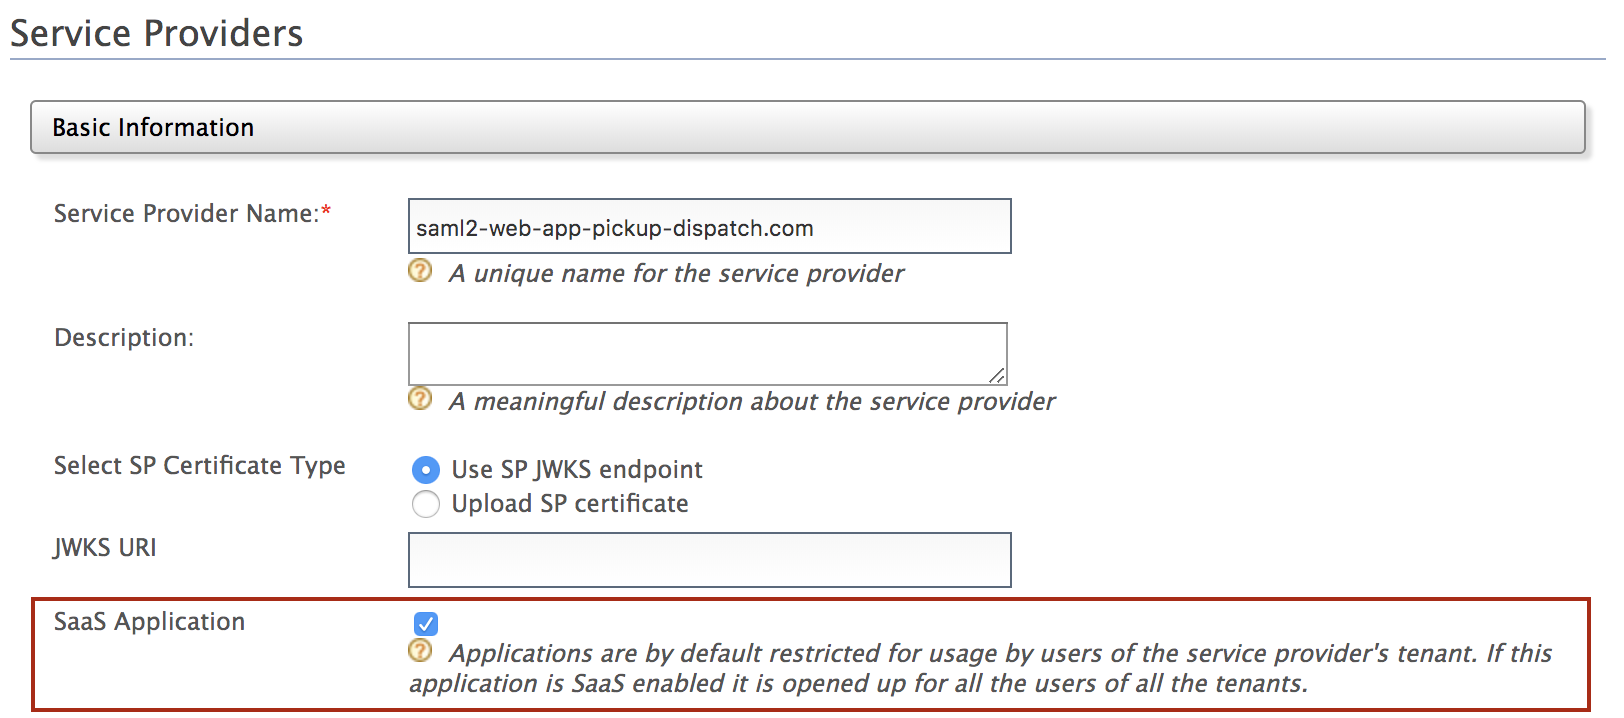 Service Providers
Basic Information
Service Provider Name:*
saml2-web-app-pickup-dispatch.com
? A unique name for the service provider
Description:
? A meaningful description about the service provider
Select SP Certificate Type
Use SP JWKS endpoint
Upload SP certificate
JWKS URI
SaaS Application
? Applications are by default restricted for usage by users of the service provider's tenant. If this
application is SaaS enabled it is opened up for all the users of all the tenants.